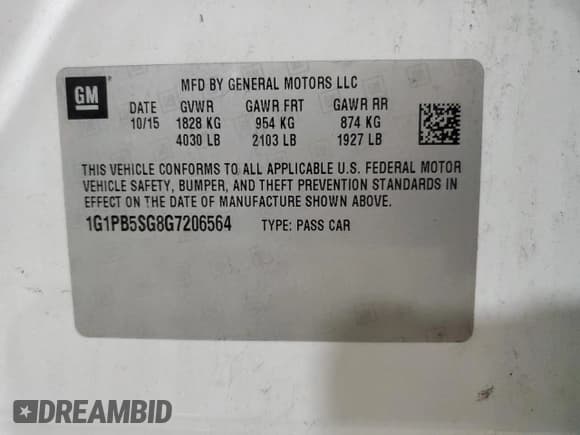 GM ®
MFD BY GENERAL MOTORS LLC
DATE GVWR GAWR FRT GAWR RR
10/15 1828 KG 954 KG 874 KG
4030 LB 2103 LB 1927 LB
THIS VEHICLE CONFORMS TO ALL APPLICABLE U.S. FEDERAL MOTOR
VEHICLE SAFETY, BUMPER, AND THEFT PREVENTION STANDARDS IN
EFFECT ON THE DATE OF MANUFACTURE SHOWN ABOVE.
1G1PB5SG8G7206564 TYPE: PASS CAR
DREAMBID